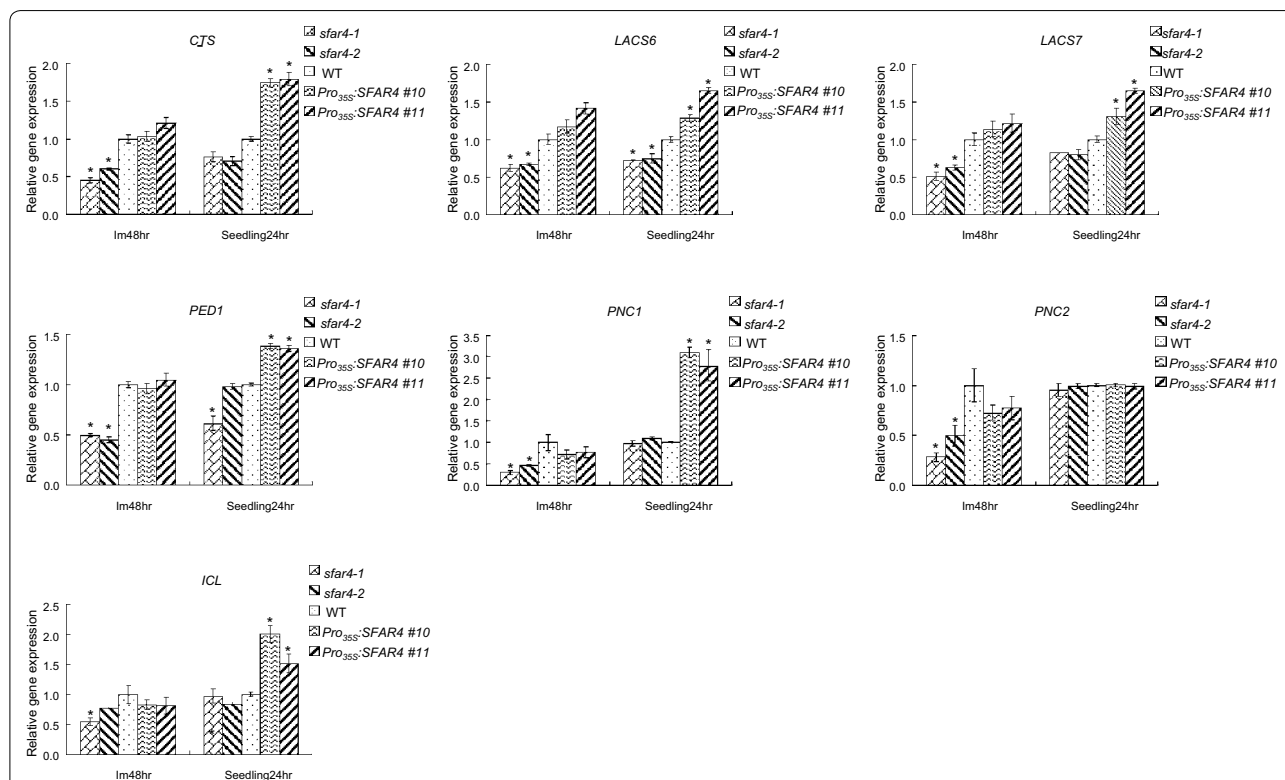 CTS
Relative gene expression
2.0
1.5
1.0
0.5
0.0
* * * *
Im48hr Seedling24hr
sfar4-1
sfar4-2
WT
Pro35S:SFAR4 #10
Pro35S:SFAR4 #11
LACS6
Relative gene expression
2.0
1.5
1.0
0.5
0.0
* * * * * *
Im48hr Seedling24hr
sfar4-1
sfar4-2
WT
Pro35S:SFAR4 #10
Pro35S:SFAR4 #11
LACS7
Relative gene expression
2.0
1.5
1.0
0.5
0.0
* * * *
Im48hr Seedling24hr
sfar4-1
sfar4-2
WT
Pro35S:SFAR4 #10
Pro35S:SFAR4 #11
PED1
Relative gene expression
1.5
1.0
0.5
0.0
* * * * *
Im48hr Seedling24hr
sfar4-1
sfar4-2
WT
Pro35S:SFAR4 #10
Pro35S:SFAR4 #11
PNC1
Relative gene expression
3.5
3.0
2.5
2.0
1.5
1.0
0.5
0.0
* * * *
Im48hr Seedling24hr
sfar4-1
sfar4-2
WT
Pro35S:SFAR4 #10
Pro35S:SFAR4 #11
PNC2
Relative gene expression
1.5
1.0
0.5
0.0
* *
Im48hr Seedling24hr
sfar4-1
sfar4-2
WT
Pro35S:SFAR4 #10
Pro35S:SFAR4 #11
ICL
Relative gene expression
2.5
2.0
1.5
1.0
0.5
0.0
* * *
Im48hr Seedling24hr
sfar4-1
sfar4-2
WT
Pro35S:SFAR4 #10
Pro35S:SFAR4 #11